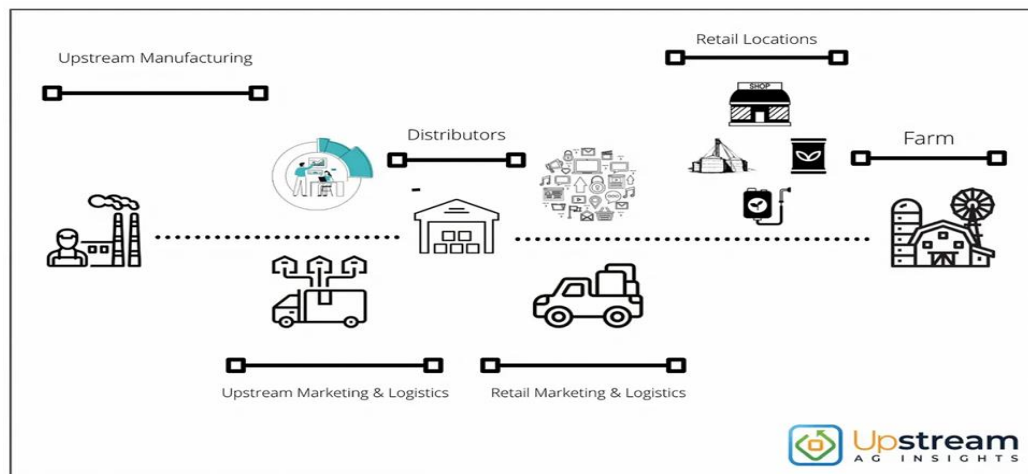 Retail Locations
Upstream Manufacturing
SHOP
Distributors
Farm
Upstream Marketing & Logistics
Retail Marketing & Logistics
Upstream
AG INSIGHTS